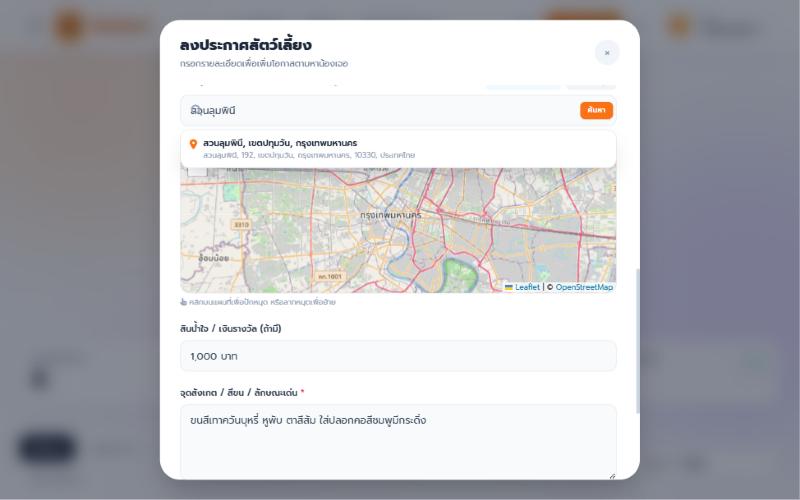 ลงประกาศสัตว์เลี้ยง
กรอกรายละเอียดเพื่อเพิ่มโอกาสตามหาน้องเจอ
×
สวนลุมพินี
ค้นหา
สวนลุมพินี, เขตปทุมวัน, กรุงเทพมหานคร
สวนลุมพินี, 192, เขตปทุมวัน, กรุงเทพมหานคร, 10330, ประเทศไทย
กรุงเทพมหานคร
3310
อ้อมน้อย
ทถ.1001
Leaflet | © OpenStreetMap
คลิกบนแผนที่เพื่อปักหมุด หรือลากหมุดเพื่อย้าย
สินน้ำใจ / เงินรางวัล (ถ้ามี)
1,000 บาท
จุดสังเกต / สีขน / ลักษณะเด่น *
ขนสีเทาควันบุหรี่ หูพับ ตาสีส้ม ใส่ปลอกคอสีชมพูมีกระดิ่ง